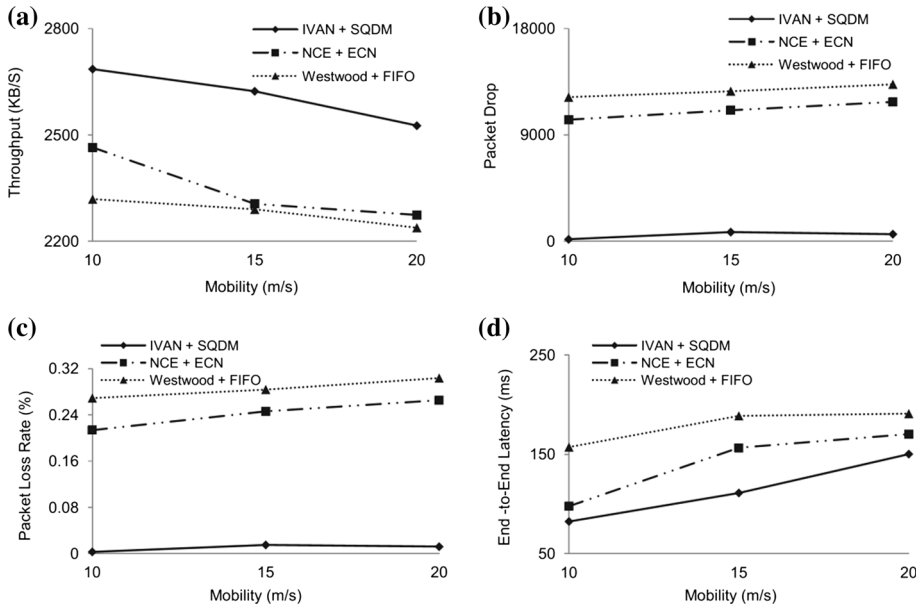 (a)
IVAN + SQDM
NCE + ECN
Westwood + FIFO
Throughput (KB/S)
2800
2500
2200
10
15
20
Mobility (m/s)
(b)
IVAN + SQDM
NCE + ECN
Westwood + FIFO
Packet Drop
18000
9000
0
10
15
20
Mobility (m/s)
(c)
IVAN + SQDM
NCE + ECN
Westwood + FIFO
Packet Loss Rate (%)
0.32
0.24
0.16
0.08
0
10
15
20
Mobility (m/s)
(d)
IVAN + SQDM
NCE + ECN
Westwood + FIFO
End -to-End Latency (ms)
250
150
50
10
15
20
Mobility (m/s)